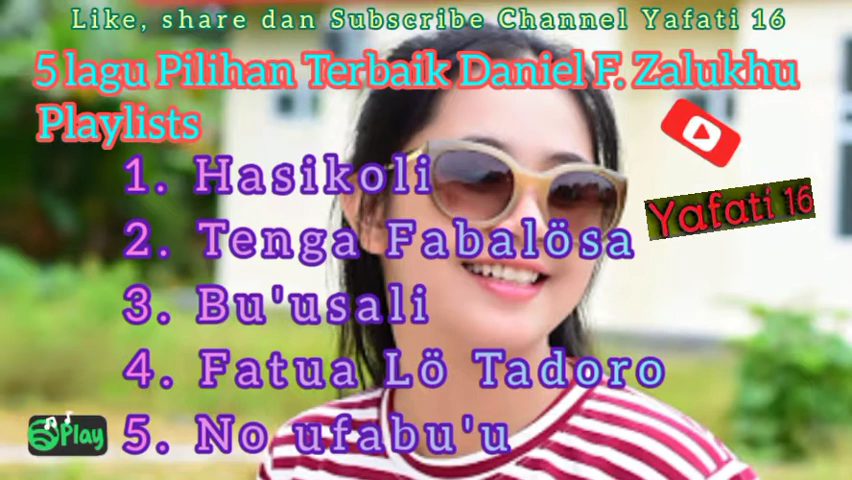 Like, share dan Subscribe Channel Yafati 16
5 lagu Pilihan Terbaik Daniel F. Zalukhu
Playlists
1. Hasikoli
2. Tenga Fabalösa
Yafati 16
3. Bu'usali
4. Fatua Lö Tadoro
5. No ufabu'u
Play